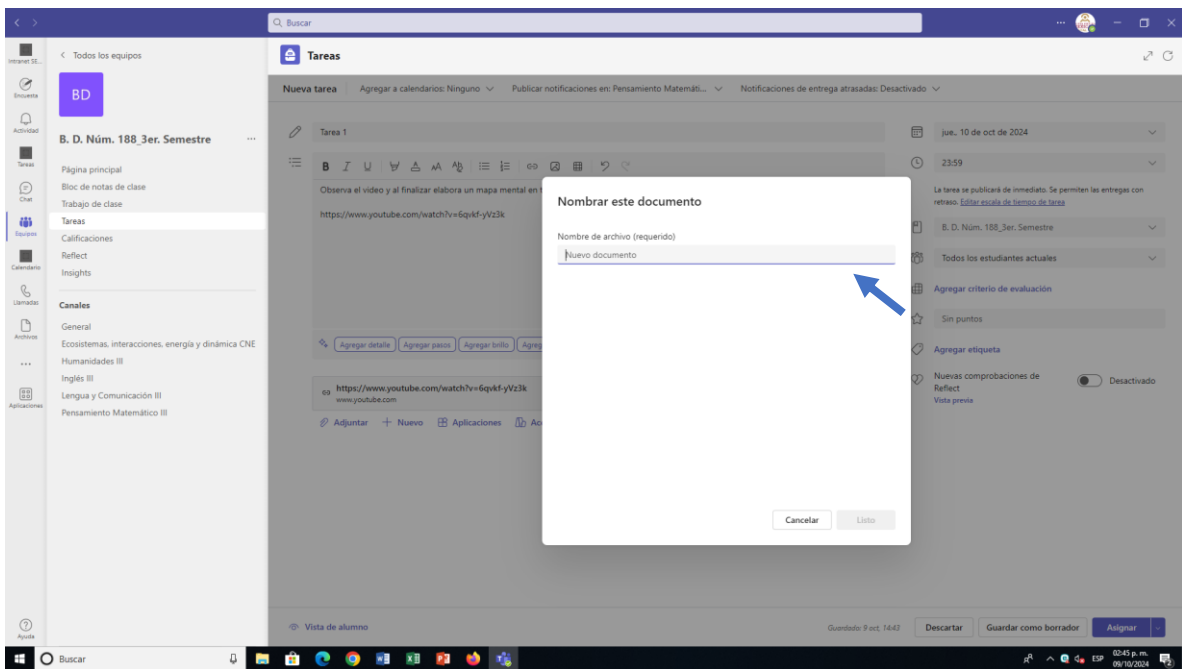 Buscar
Intranet SE...
Encuesta
Actividad
Tareas
Chat
Equipos
Calendario
Llamadas
Archivos
Aplicaciones
Ayuda
Todos los equipos
BD
B. D. Núm. 188_3er. Semestre
Página principal
Bloc de notas de clase
Trabajo de clase
Tareas
Calificaciones
Reflect
Insights
Canales
General
Ecosistemas, interacciones, energía y dinámica CNE
Humanidades III
Inglés III
Lengua y Comunicación III
Pensamiento Matemático III
Tareas
Nueva tarea Agregar a calendarios: Ninguno Publicar notificaciones en: Pensamiento Matemáti... Notificaciones de entrega atrasadas: Desactivado
Tarea 1
B I U
Observa el video y al finalizar elabora un mapa mental en
https://www.youtube.com/watch?v=6qvkf-yVz3k
Agregar detalle Agregar pasos Agregar brillo Agreg
https://www.youtube.com/watch?v=6qvkf-yVz3k
www.youtube.com
Adjuntar Nuevo Aplicaciones
Nombrar este documento
Nombre de archivo (requerido)
Nuevo documento
Cancelar Listo
jue., 10 de oct de 2024
23:59
La tarea se publicará de inmediato. Se permiten las entregas con
retraso. Editar escala de tiempo de tarea
B. D. Núm. 188_3er. Semestre
Todos los estudiantes actuales
Agregar criterio de evaluación
Sin puntos
Agregar etiqueta
Nuevas comprobaciones de
Reflect
Desactivado
Vista previa
Vista de alumno Guardado: 9 oct, 14:43 Descartar Guardar como borrador Asignar
Buscar
ESP
02:45 p. m.
09/10/2024